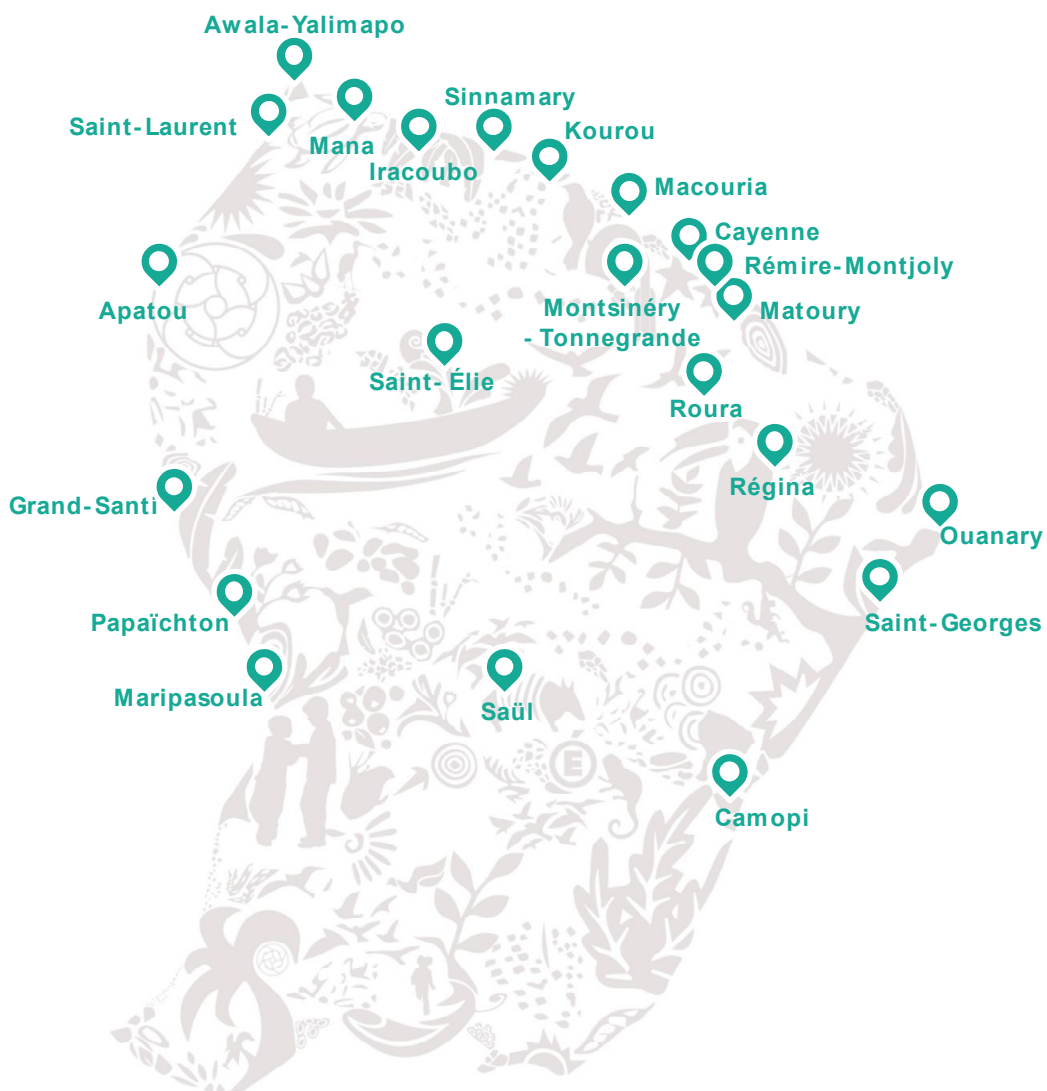 Awala-Yalimapo
Sinnamary
Saint-Laurent
Kourou
Mana
Iracoubo
Macouria
Cayenne
Rémire-Montjoly
Apatou
Montsinéry
- Tonnegrande
Matoury
Saint-Élie
Roura
Régina
Grand-Santi
Ouanary
Papaïchton
Saint-Georges
Maripasoula
Saül
E
Camopi